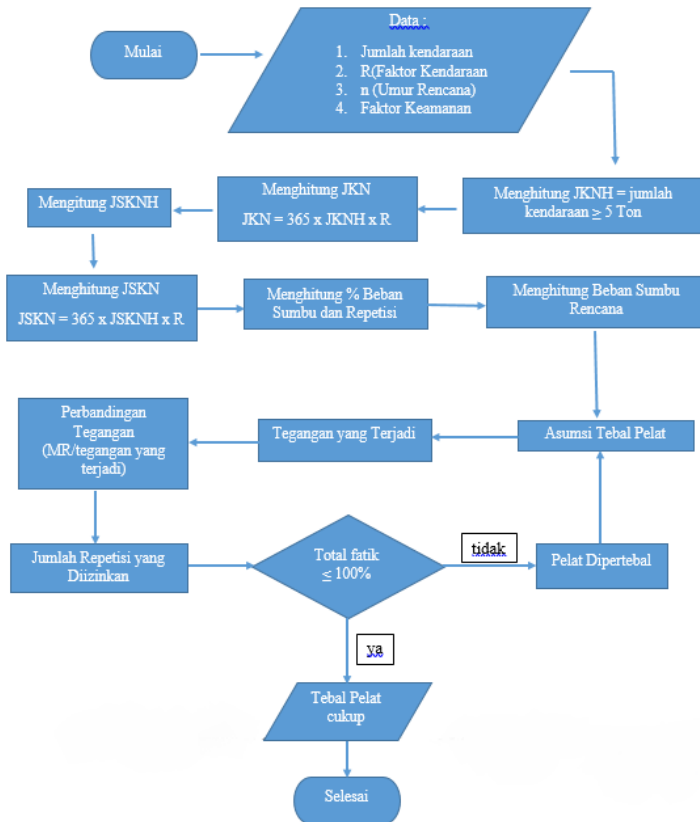 Mulai
Data :
1. Jumlah kendaraan
2. R(Faktor Kendaraan
3. n (Umur Rencana)
4. Faktor Keamanan
Menghitung JKNH = jumlah
kendaraan ≥ 5 Ton
Menghitung JKN
JKN = 365 x JKNH x R
Mengitung JSKNH
Menghitung JSKN
JSKN = 365 x JSKNH x R
Menghitung % Beban
Sumbu dan Repetisi
Menghitung Beban Sumbu
Rencana
Asumsi Tebal Pelat
Tegangan yang Terjadi
Perbandingan
Tegangan
(MR/tegangan yang
terjadi)
Jumlah Repetisi yang
Diizinkan
Total fatik
≤ 100%
tidak
Pelat Dipertebal
ya
Tebal Pelat
cukup
Selesai